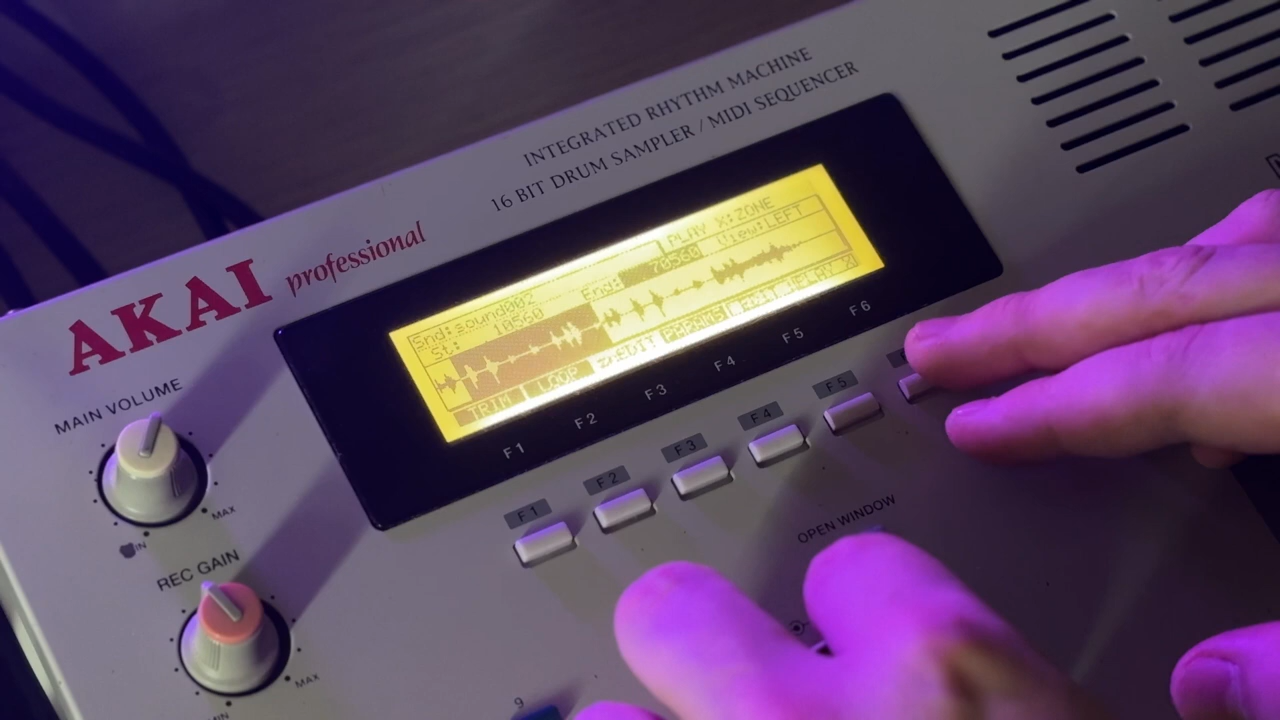 INTEGRATED RHYTHM MACHINE
16 BIT DRUM SAMPLER / MIDI SEQUENCER
AKAI professional
PLAY X:ZONE
Snd:sound002
View:LEFT
St: 10560 End: 70560
TRIM LOOP ZnEDIT PARAMS EDIT
F1 F2 F3 F4 F5 F6
F1 F2 F3 F4 F5
MAIN VOLUME
MAX
REC GAIN
MAX
OPEN WINDOW
9